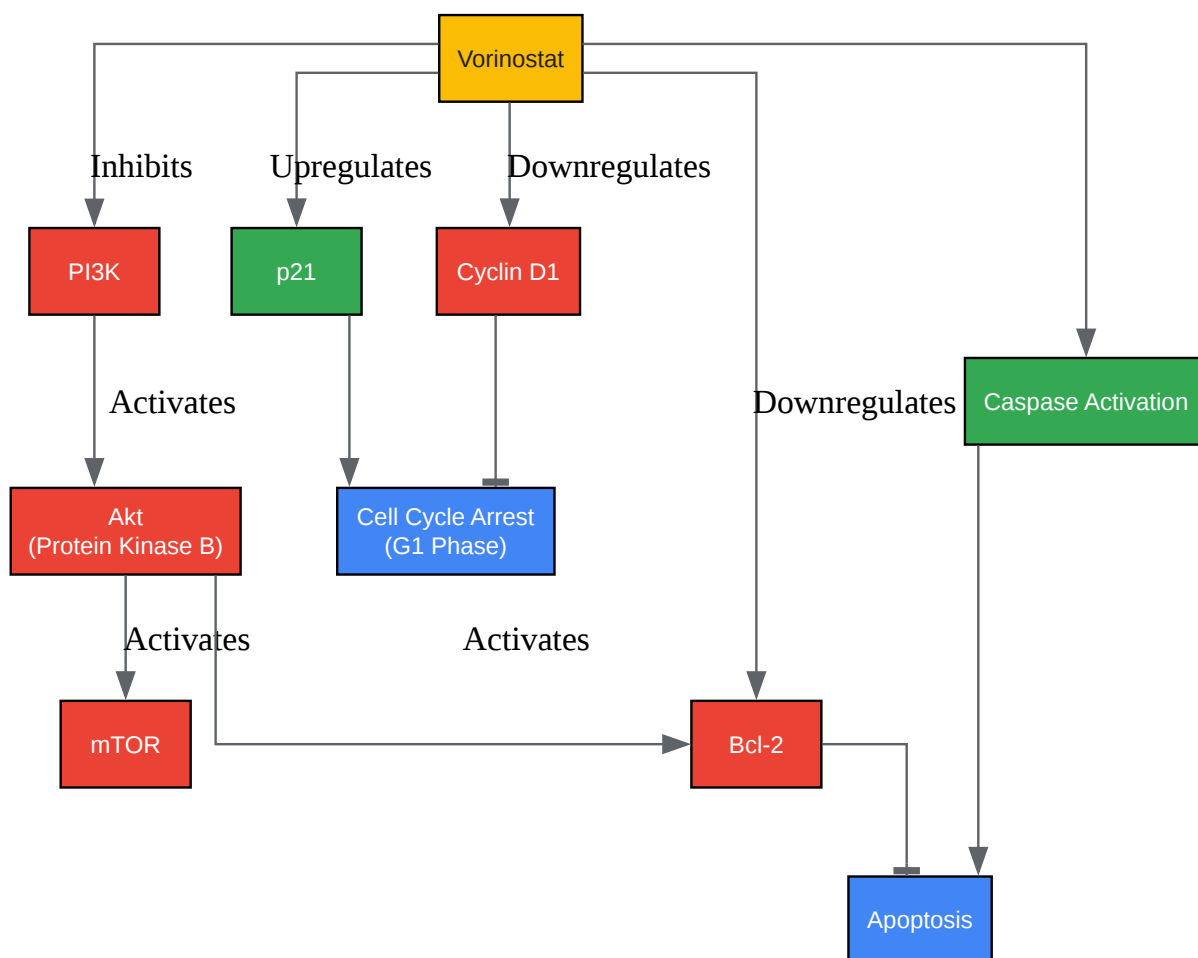 Vorinostat
Inhibits
Upregulates
Downregulates
PI3K
p21
Cyclin D1
Activates
Downregulates
Caspase Activation
Akt
(Protein Kinase B)
Cell Cycle Arrest
(G1 Phase)
Activates
Activates
mTOR
Bcl-2
Apoptosis